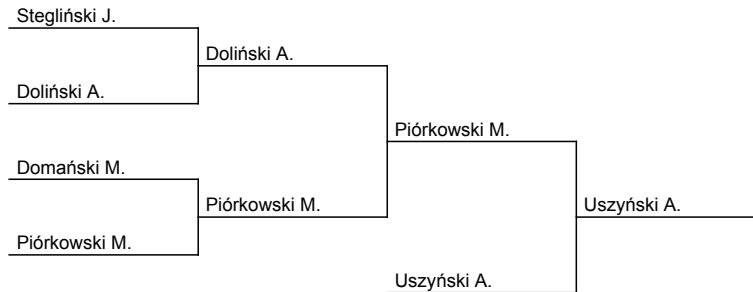 Stegliński J.
Doliński A.
Doliński A.
Piórkowski M.
Domański M.
Piórkowski M.
Uszyński A.
Piórkowski M.
Uszyński A.